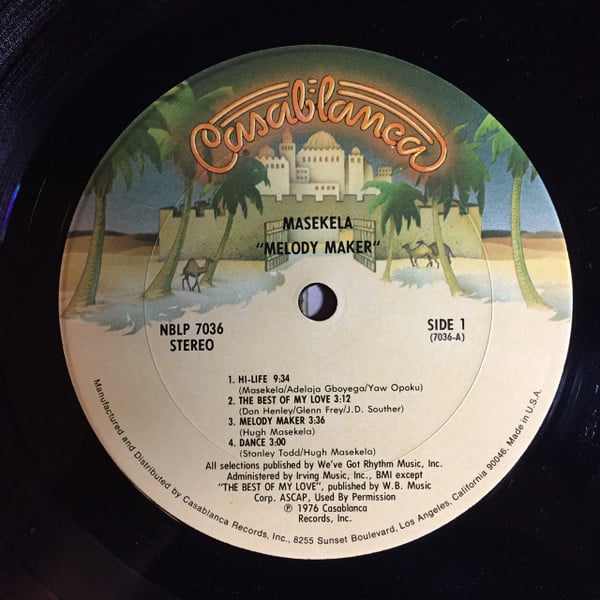 Casablanca
®
MASEKELA
"MELODY MAKER"
NBLP 7036
STEREO
SIDE 1
(7036-A)
1. HI-LIFE 9:34
(Masekela/Adelaja Gboyega/Yaw Opoku)
2. THE BEST OF MY LOVE 3:12
(Don Henley/Glenn Frey/J.D. Souther)
3. MELODY MAKER 3:36
(Hugh Masekela)
4. DANCE 3:00
(Stanley Todd/Hugh Masekela)
All selections published by We've Got Rhythm Music, Inc.
Administered by Irving Music, Inc., BMI except
"THE BEST OF MY LOVE", published by W.B. Music
Corp. ASCAP, Used By Permission
℗ 1976 Casablanca
Records, Inc.
Manufactured and Distributed by Casablanca Records, Inc., 8255 Sunset Boulevard, Los Angeles, California 90046. Made in U.S.A.